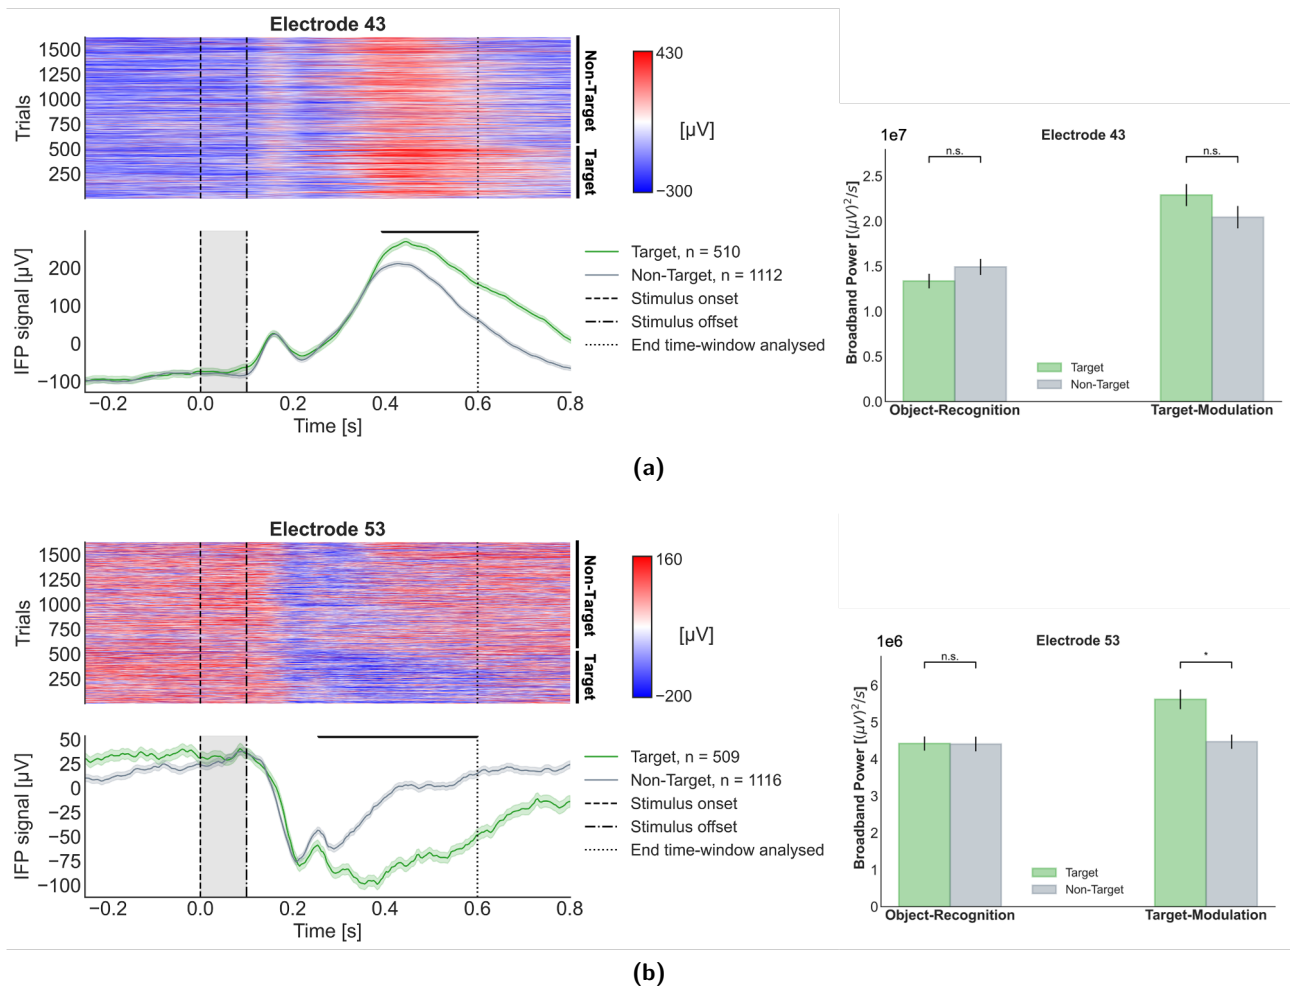 Electrode 43
Trials
1500
1250
1000
750
500
250
Non-Target
Target
430
[µV]
−300
IFP signal [µV]
200
100
0
−100
−0.2
0.0
0.2
0.4
0.6
0.8
Time [s]
Target, n = 510
Non-Target, n = 1112
Stimulus onset
Stimulus offset
End time-window analysed
1e7
Electrode 43
Broadband Power [(µV)²/s]
2.5
2.0
1.5
1.0
0.5
0.0
n.s.
n.s.
Target
Non-Target
Object-Recognition
Target-Modulation
(a)
Electrode 53
Trials
1500
1250
1000
750
500
250
Non-Target
Target
160
[µV]
−200
IFP signal [µV]
50
25
0
−25
−50
−75
−100
−0.2
0.0
0.2
0.4
0.6
0.8
Time [s]
Target, n = 509
Non-Target, n = 1116
Stimulus onset
Stimulus offset
End time-window analysed
1e6
Electrode 53
Broadband Power [(µV)²/s]
6
5
4
3
2
1
0
n.s.
*
Target
Non-Target
Object-Recognition
Target-Modulation
(b)